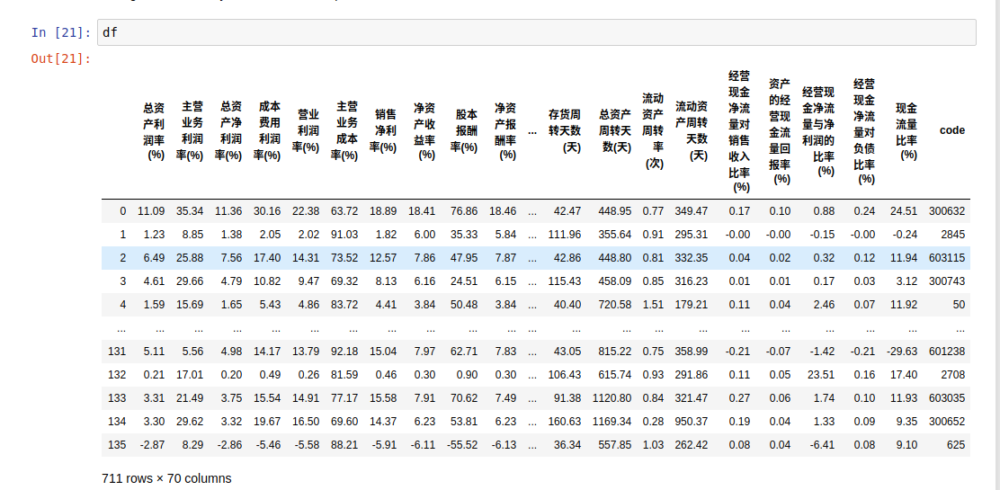 In [21]: df
Out[21]:
总资产利润率(%) 主营业务利润率(%) 总资产净利润率(%) 成本费用利润率(%) 营业利润率(%) 主营业务成本率(%) 销售净利率(%) 净资产收益率(%) 股本报酬率(%) 净资产报酬率(%) ... 存货周转天数(天) 总资产周转天数(天) 流动资产周转率(次) 流动资产周转天数(天) 经营现金净流量对销售收入比率(%) 资产的经营现金流量回报率(%) 经营现金净流量与净利润的比率(%) 经营现金净流量对负债比率(%) 现金流量比率(%) code
0 11.09 35.34 11.36 30.16 22.38 63.72 18.89 18.41 76.86 18.46 ... 42.47 448.95 0.77 349.47 0.17 0.10 0.88 0.24 24.51 300632
1 1.23 8.85 1.38 2.05 2.02 91.03 1.82 6.00 35.33 5.84 ... 111.96 355.64 0.91 295.31 -0.00 -0.00 -0.15 -0.00 -0.24 2845
2 6.49 25.88 7.56 17.40 14.31 73.52 12.57 7.86 47.95 7.87 ... 42.86 448.80 0.81 332.35 0.04 0.02 0.32 0.12 11.94 603115
3 4.61 29.66 4.79 10.82 9.47 69.32 8.13 6.16 24.51 6.15 ... 115.43 458.09 0.85 316.23 0.01 0.01 0.17 0.03 3.12 300743
4 1.59 15.69 1.65 5.43 4.86 83.72 4.41 3.84 50.48 3.84 ... 40.40 720.58 1.51 179.21 0.11 0.04 2.46 0.07 11.92 50
... ... ... ... ... ... ... ... ... ... ... ... ... ... ... ... ... ... ... ... ... ...
131 5.11 5.56 4.98 14.17 13.79 92.18 15.04 7.97 62.71 7.83 ... 43.05 815.22 0.75 358.99 -0.21 -0.07 -1.42 -0.21 -29.63 601238
132 0.21 17.01 0.20 0.49 0.26 81.59 0.46 0.30 0.90 0.30 ... 106.43 615.74 0.93 291.86 0.11 0.05 23.51 0.16 17.40 2708
133 3.31 21.49 3.75 15.54 14.91 77.17 15.58 7.91 70.62 7.49 ... 91.38 1120.80 0.84 321.47 0.27 0.06 1.74 0.10 11.93 603035
134 3.30 29.62 3.32 19.67 16.50 69.60 14.37 6.23 53.81 6.23 ... 160.63 1169.34 0.28 950.37 0.19 0.04 1.33 0.09 9.35 300652
135 -2.87 8.29 -2.86 -5.46 -5.58 88.21 -5.91 -6.11 -55.52 -6.13 ... 36.34 557.85 1.03 262.42 0.08 0.04 -6.41 0.08 9.10 625
711 rows × 70 columns